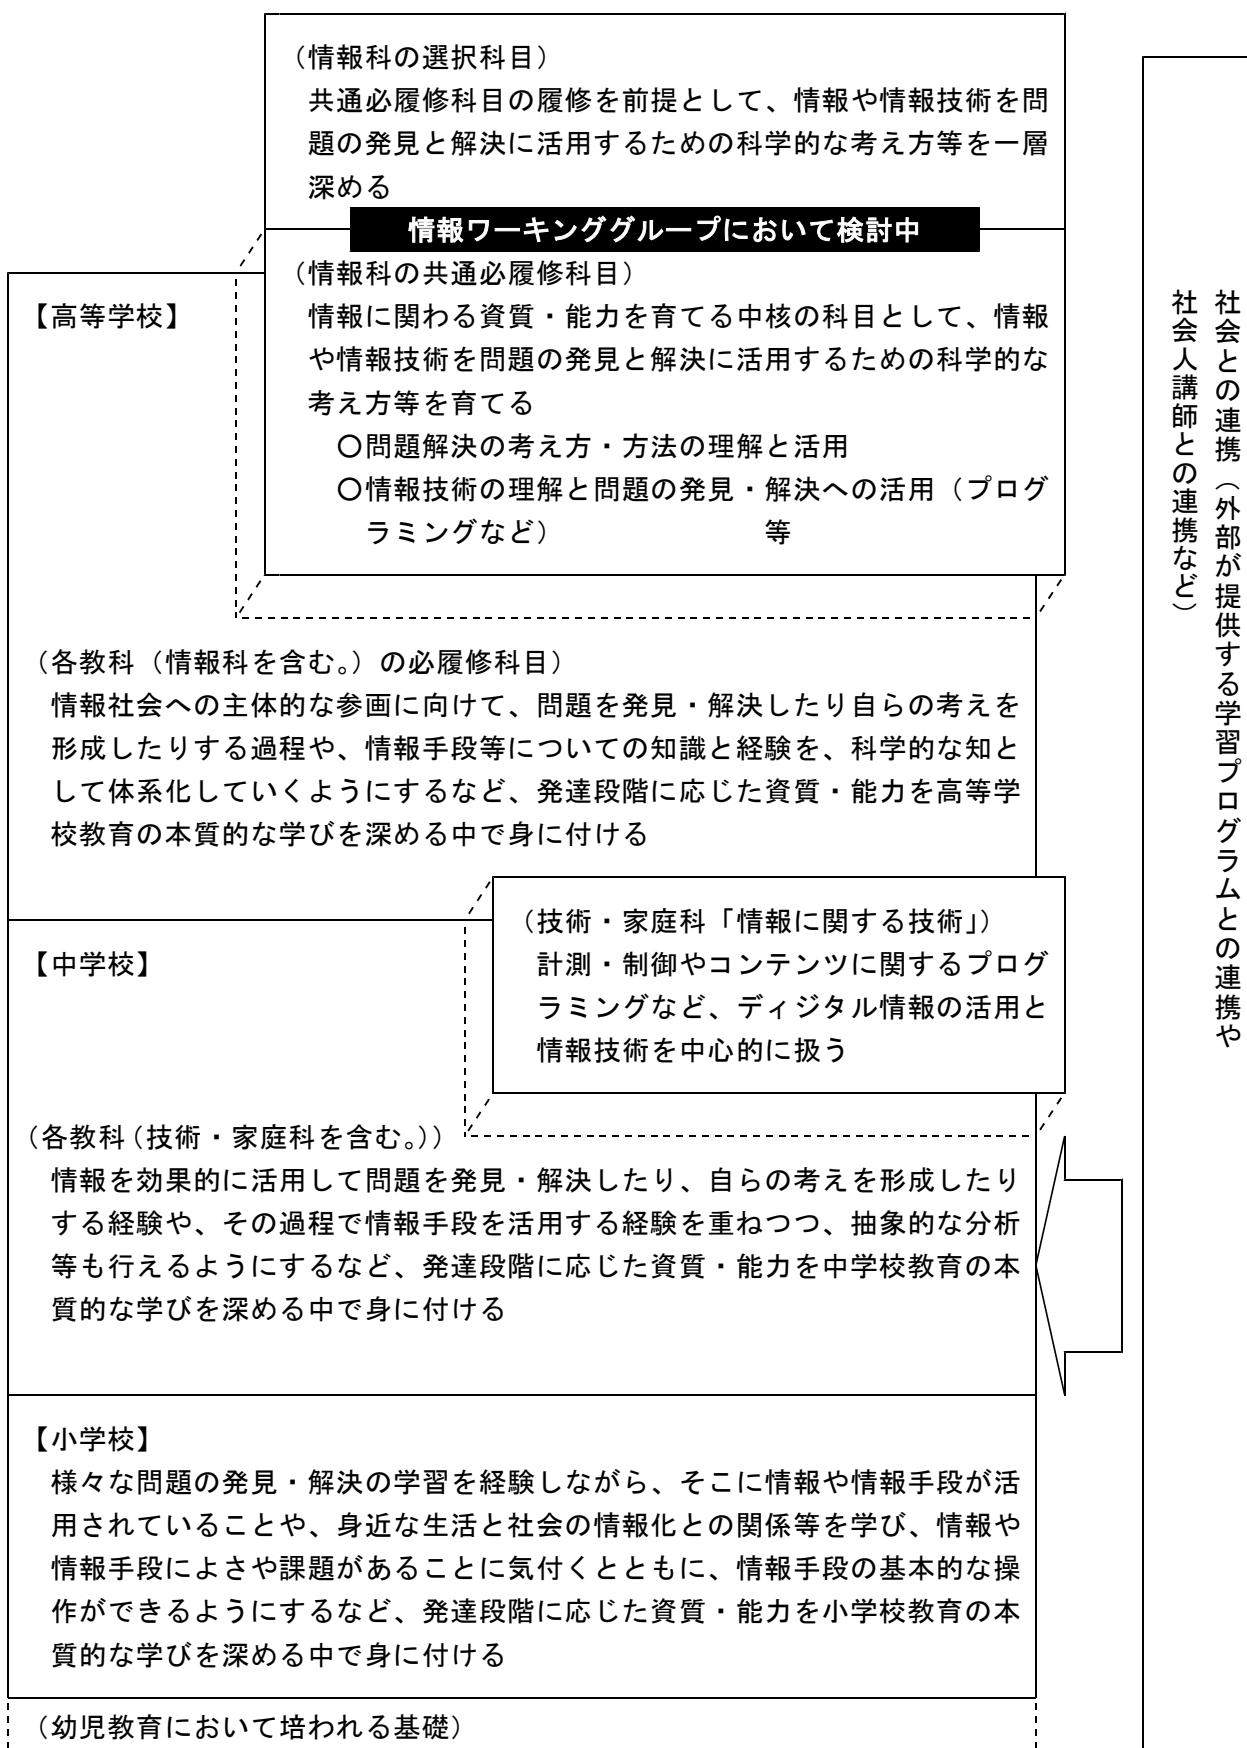 （情報科の選択科目）
共通必履修科目の履修を前提として、情報や情報技術を問
題の発見と解決に活用するための科学的な考え方等を一層
深める
情報ワーキンググループにおいて検討中
（情報科の共通必履修科目）
情報に関わる資質・能力を育てる中核の科目として、情報
や情報技術を問題の発見と解決に活用するための科学的な
考え方等を育てる
○問題解決の考え方・方法の理解と活用
○情報技術の理解と問題の発見・解決への活用（プログ
ラミングなど）　等
【高等学校】
（各教科（情報科を含む。）の必履修科目）
情報社会への主体的な参画に向けて、問題を発見・解決したり自らの考えを
形成したりする過程や、情報手段等についての知識と経験を、科学的な知と
して体系化していくようにするなど、発達段階に応じた資質・能力を高等学
校教育の本質的な学びを深める中で身に付ける
（技術・家庭科「情報に関する技術」）
計測・制御やコンテンツに関するプログ
ラミングなど、ディジタル情報の活用と
情報技術を中心的に扱う
【中学校】
（各教科（技術・家庭科を含む。））
情報を効果的に活用して問題を発見・解決したり、自らの考えを形成したり
する経験や、その過程で情報手段を活用する経験を重ねつつ、抽象的な分析
等も行えるようにするなど、発達段階に応じた資質・能力を中学校教育の本
質的な学びを深める中で身に付ける
【小学校】
様々な問題の発見・解決の学習を経験しながら、そこに情報や情報手段が活
用されていることや、身近な生活と社会の情報化との関係等を学び、情報や
情報手段によさや課題があることに気付くとともに、情報手段の基本的な操
作ができるようにするなど、発達段階に応じた資質・能力を小学校教育の本
質的な学びを深める中で身に付ける
（幼児教育において培われる基礎）
社会との連携（外部が提供する学習プログラムとの連携や
社会人講師との連携など）